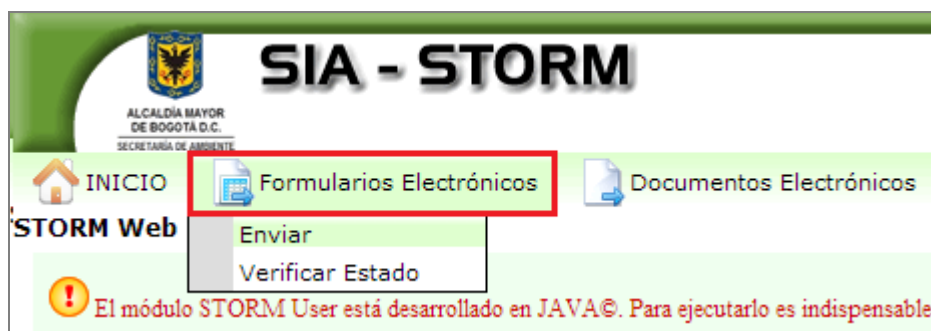 SIA - STORM
ALCALDÍA MAYOR
DE BOGOTÁ D.C.
SECRETARÍA DE AMBIENTE
INICIO Formularios Electrónicos Documentos Electrónicos
STORM Web
Enviar
Verificar Estado
El módulo STORM User está desarrollado en JAVA©. Para ejecutarlo es indispensable